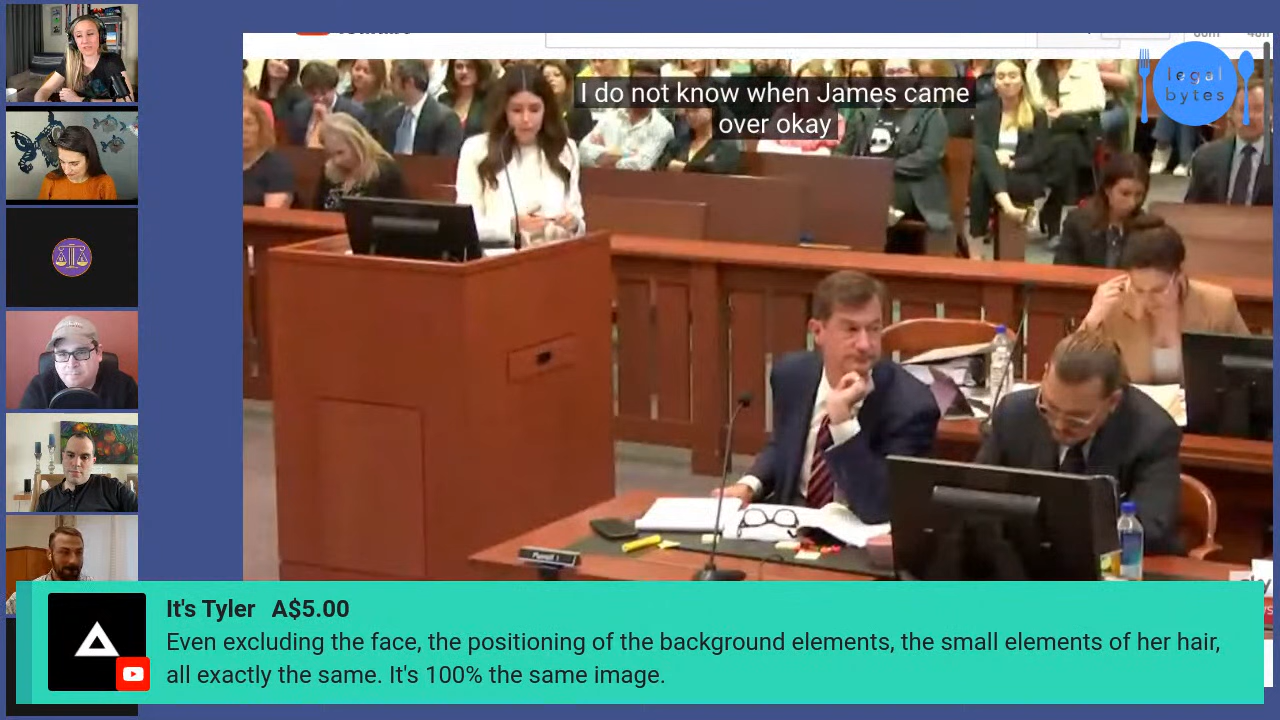 legal
bytes
I do not know when James came
over okay
It's Tyler A$5.00
Even excluding the face, the positioning of the background elements, the small elements of her hair,
all exactly the same. It's 100% the same image.